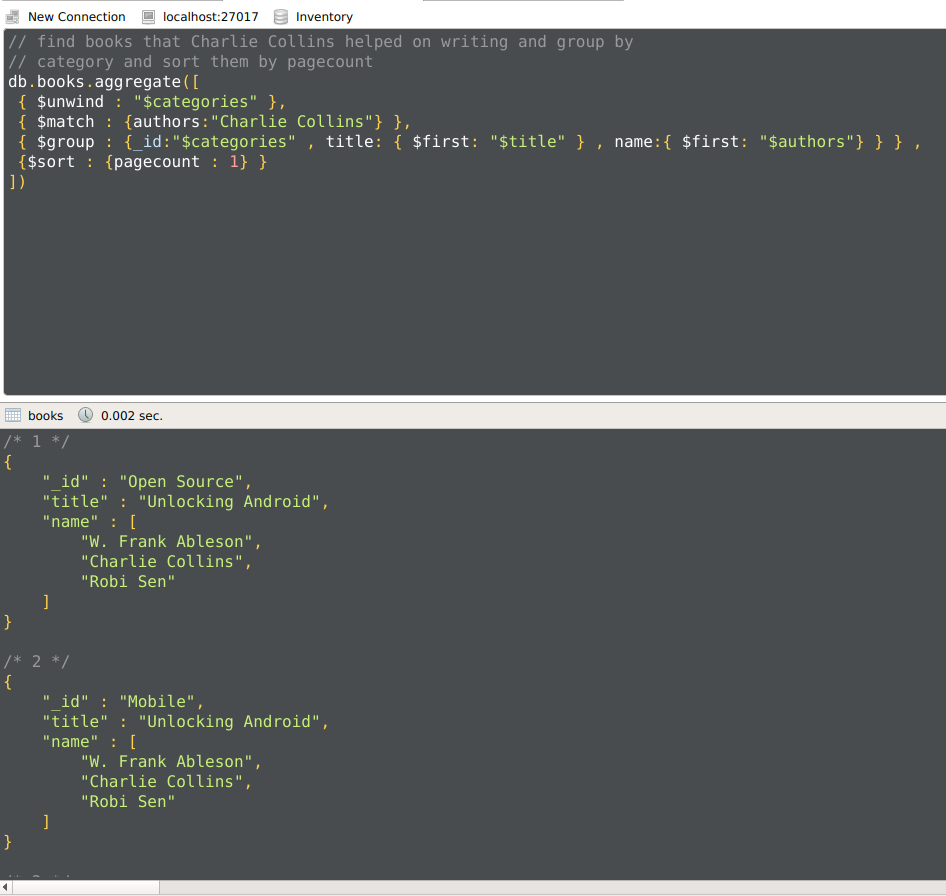 New Connection localhost:27017 Inventory
// find books that Charlie Collins helped on writing and group by
// category and sort them by pagecount
db.books.aggregate([
 { $unwind : "$categories" },
 { $match : {authors:"Charlie Collins"} },
 { $group : {_id:"$categories" , title: { $first: "$title" } , name:{ $first: "$authors"} } } ,
 {$sort : {pagecount : 1} }
])
books 0.002 sec.
/* 1 */
{
    "_id" : "Open Source",
    "title" : "Unlocking Android",
    "name" : [
        "W. Frank Ableson",
        "Charlie Collins",
        "Robi Sen"
    ]
}
/* 2 */
{
    "_id" : "Mobile",
    "title" : "Unlocking Android",
    "name" : [
        "W. Frank Ableson",
        "Charlie Collins",
        "Robi Sen"
    ]
}